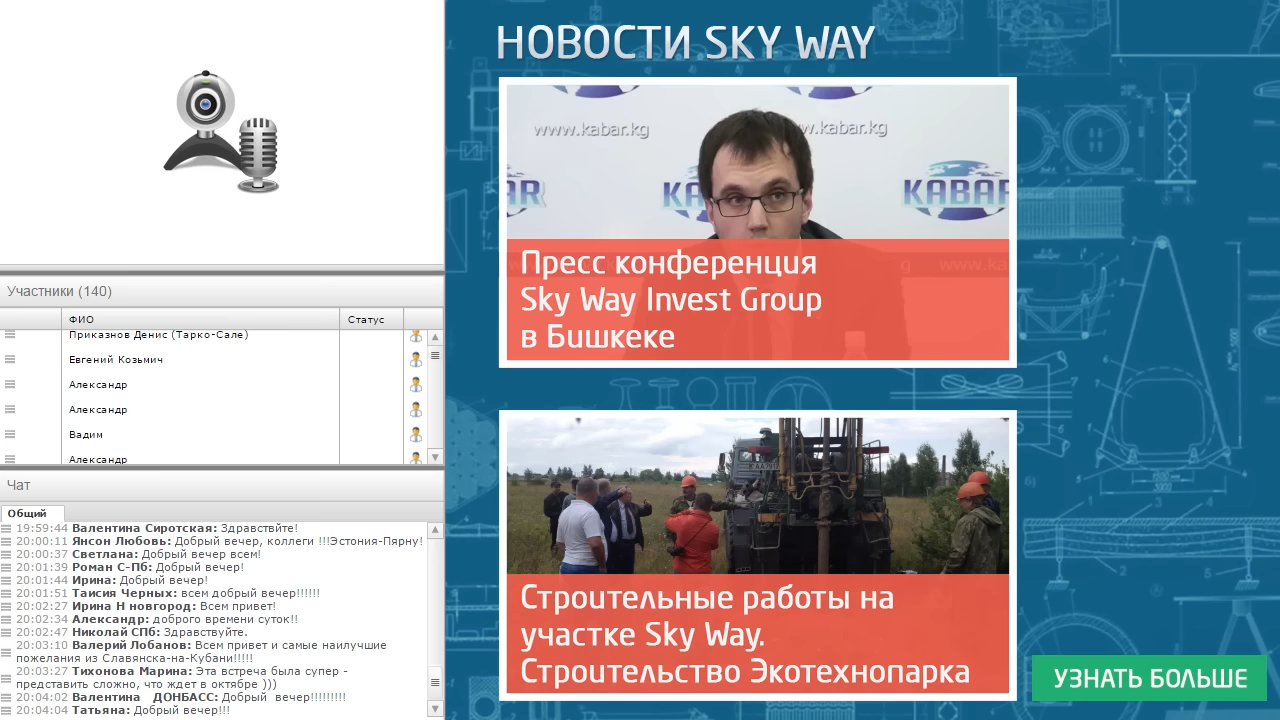 Участники (140)
ФИО
Статус
Приказнов Денис (Тарко-Сале)
Евгений Козьмич
Александр
Александр
Вадим
Александр
Чат
Общий
19:59:44 Валентина Сиротская: Здравствйте!
20:00:11 Янсон Любовь: Добрый вечер, коллеги !!!Эстония-Пярну!
20:00:37 Светлана: Добрый вечер всем!
20:01:39 Роман С-Пб: Добрый вечер!
20:01:44 Ирина: Добрый вечер!
20:01:51 Таисия Черных: всем добрый вечер!!!!!!
20:02:27 Ирина Н новгород: Всем привет!
20:02:34 Александр: доброго времени суток!!
20:02:47 Николай СПб: Здравствуйте.
20:03:10 Валерий Лобанов: Всем привет и самые наилучшие
пожелания из Славянска-на-Кубани!!!!!
20:03:27 Тихонова Марина: Эта встреча была супер -
представить сложно, что ждет в октябре )))
20:04:02 Валентина ДОНБАСС: Добрый вечер!!!!!!!!!
20:04:04 Татьяна: Добрый вечер!!!
НОВОСТИ SKY WAY
www.kabar.kg
www.kabar.kg
KABAR
Пресс конференция
Sky Way Invest Group
в Бишкеке
Строительные работы на
участке Sky Way.
Строительство Экотехнопарка
УЗНАТЬ БОЛЬШЕ